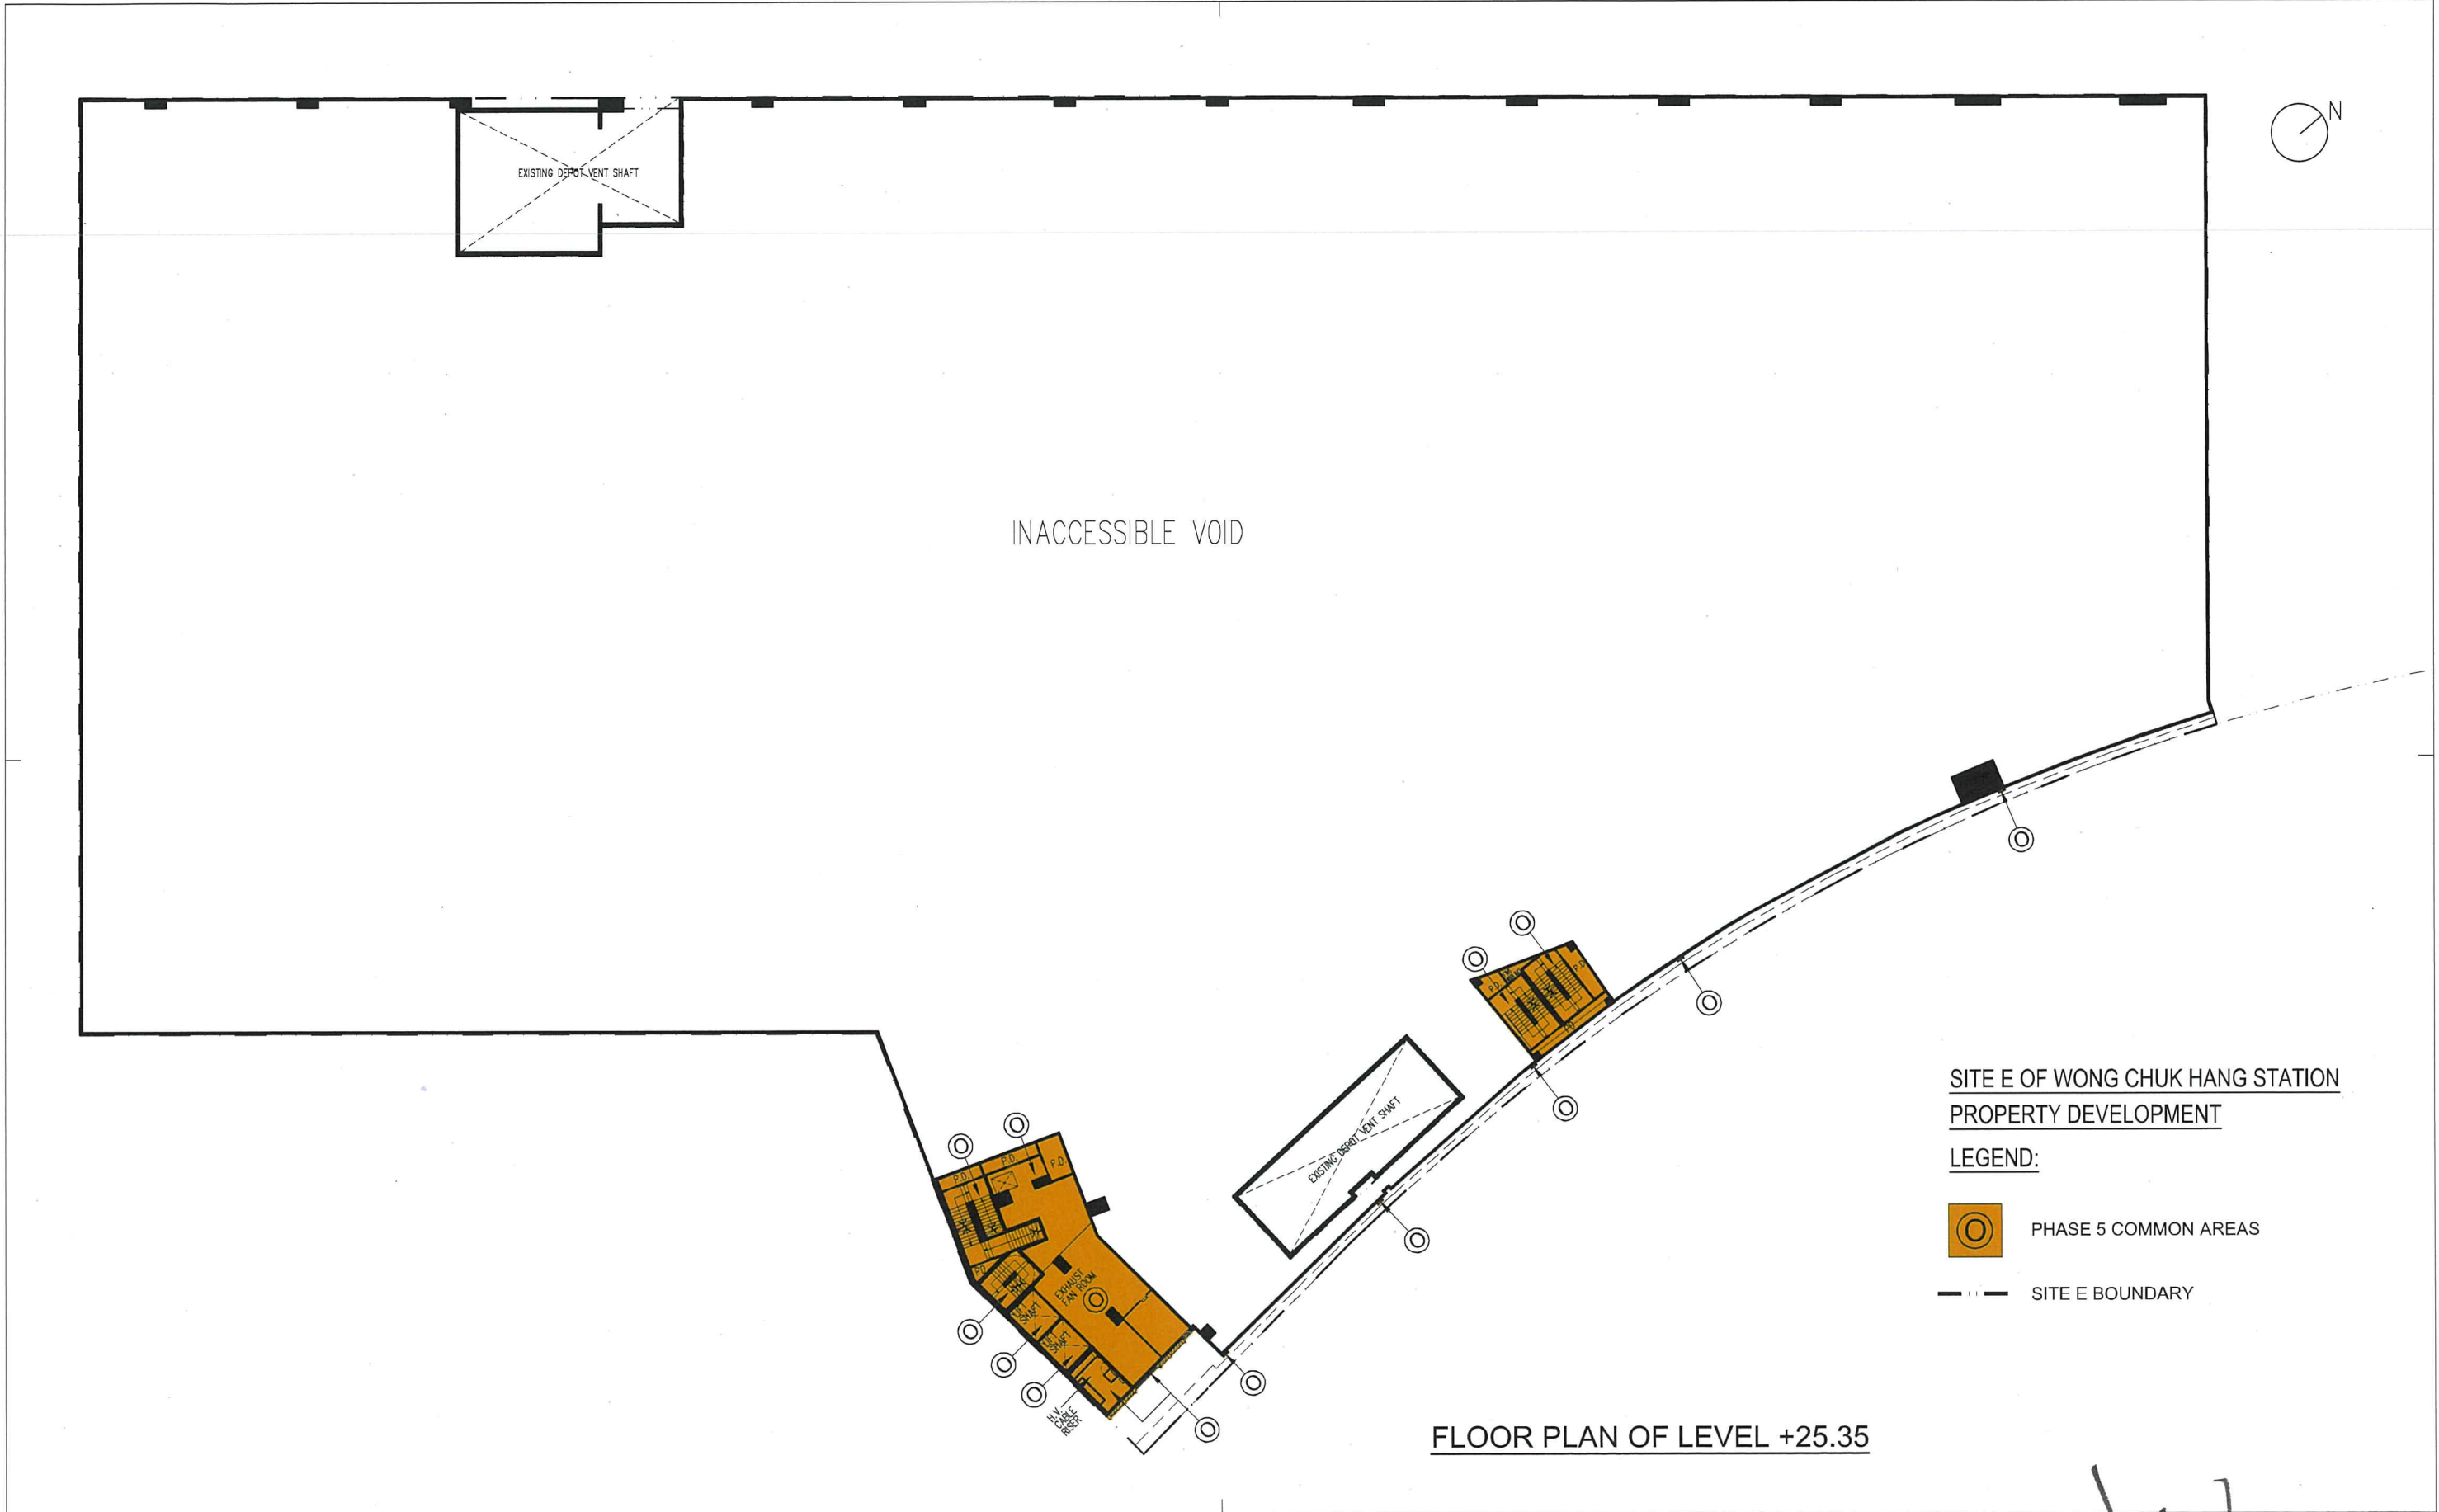 N
EXISTING DEPOT VENT SHAFT
INACCESSIBLE VOID
O
O
O
O
P.D.
P.D.
P.D.
O
SITE E OF WONG CHUK HANG STATION
PROPERTY DEVELOPMENT
LEGEND:
EXISTING DEPOT VENT SHAFT
O
O
P.D.
P.D.
P.D.
P.D.
O
O PHASE 5 COMMON AREAS
SITE E BOUNDARY
EXHAUST
FAN ROOM
O
LIFT
SHAFT
LIFT
SHAFT
O
O
O
O
O
H.V.
CABLE
RISER
FLOOR PLAN OF LEVEL +25.35